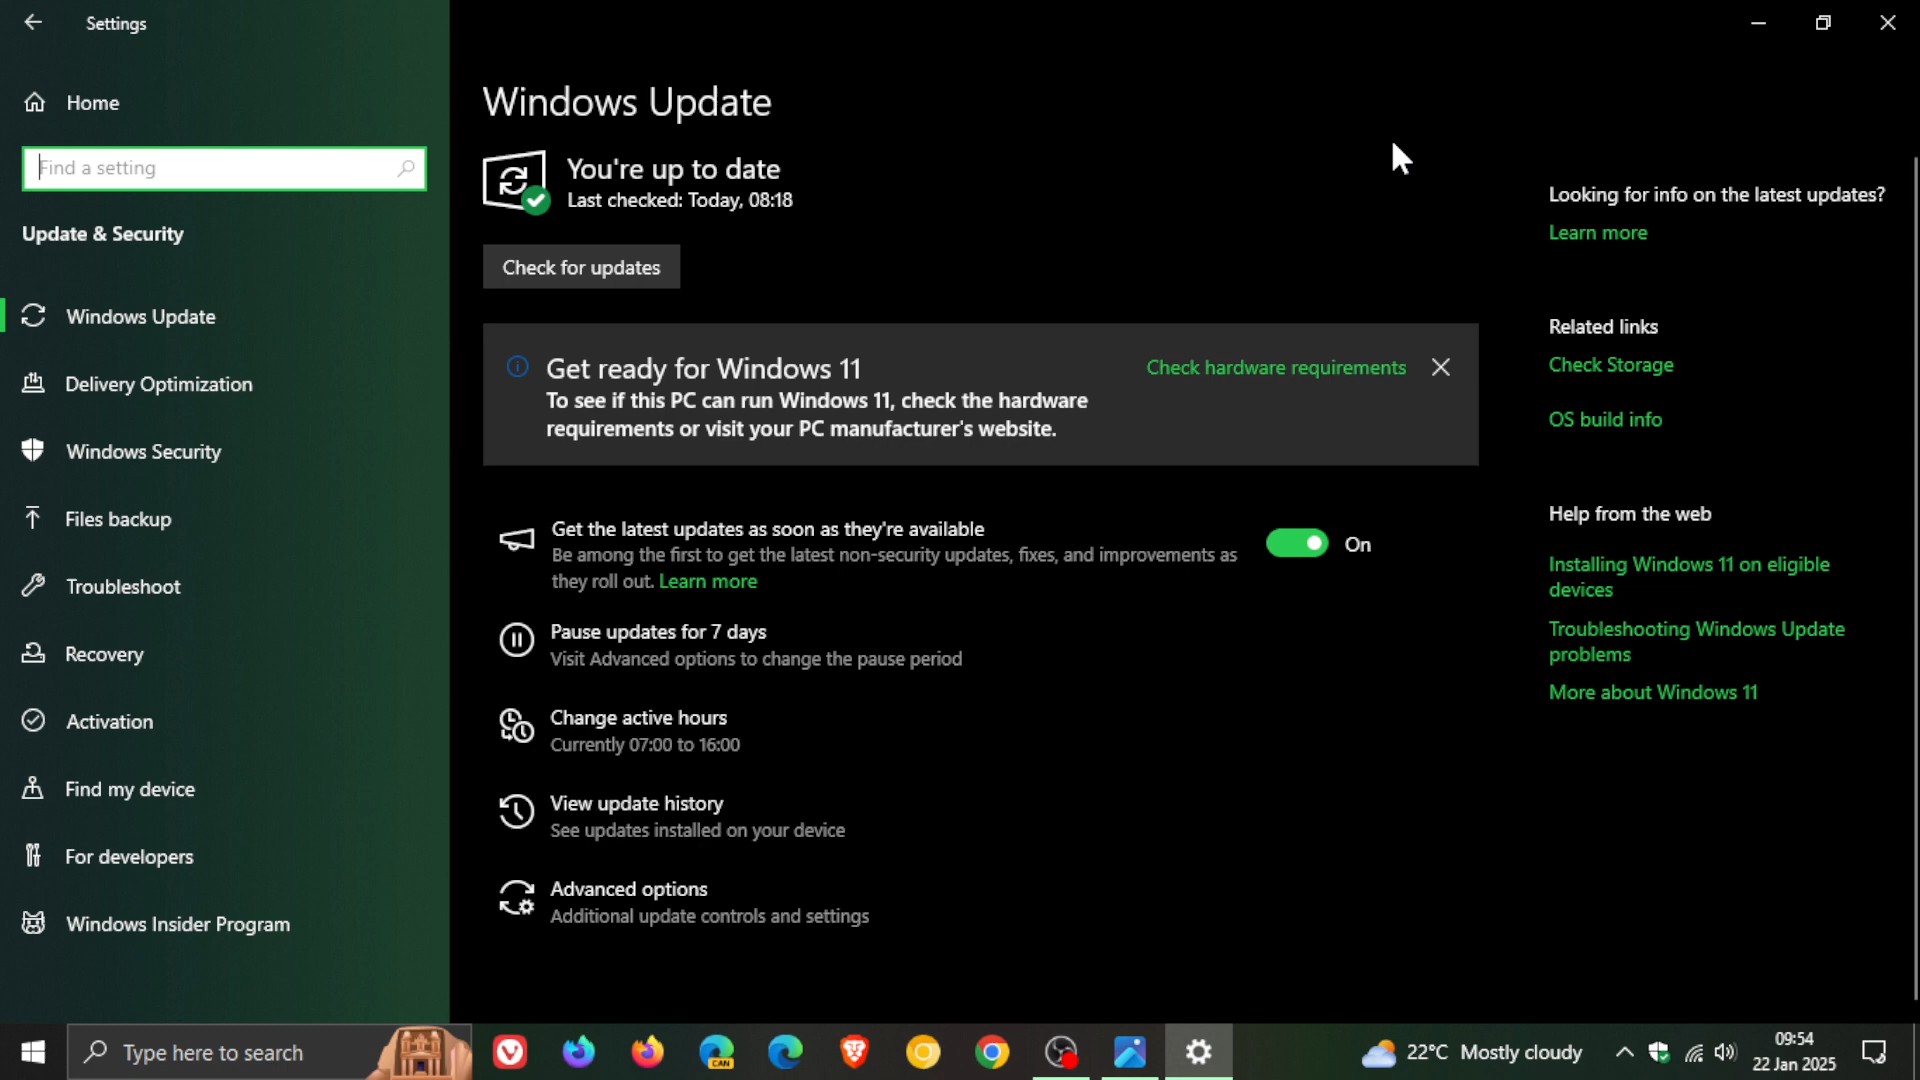 Settings
Home
Find a setting
Update & Security
Windows Update
Delivery Optimization
Windows Security
Files backup
Troubleshoot
Recovery
Activation
Find my device
For developers
Windows Insider Program
Windows Update
You're up to date
Last checked: Today, 08:18
Check for updates
Get ready for Windows 11
Check hardware requirements
To see if this PC can run Windows 11, check the hardware
requirements or visit your PC manufacturer's website.
Get the latest updates as soon as they're available
Be among the first to get the latest non-security updates, fixes, and improvements as
they roll out. Learn more
On
Pause updates for 7 days
Visit Advanced options to change the pause period
Change active hours
Currently 07:00 to 16:00
View update history
See updates installed on your device
Advanced options
Additional update controls and settings
Looking for info on the latest updates?
Learn more
Related links
Check Storage
OS build info
Help from the web
Installing Windows 11 on eligible
devices
Troubleshooting Windows Update
problems
More about Windows 11
Type here to search
CAN
22°C Mostly cloudy
09:54
22 Jan 2025